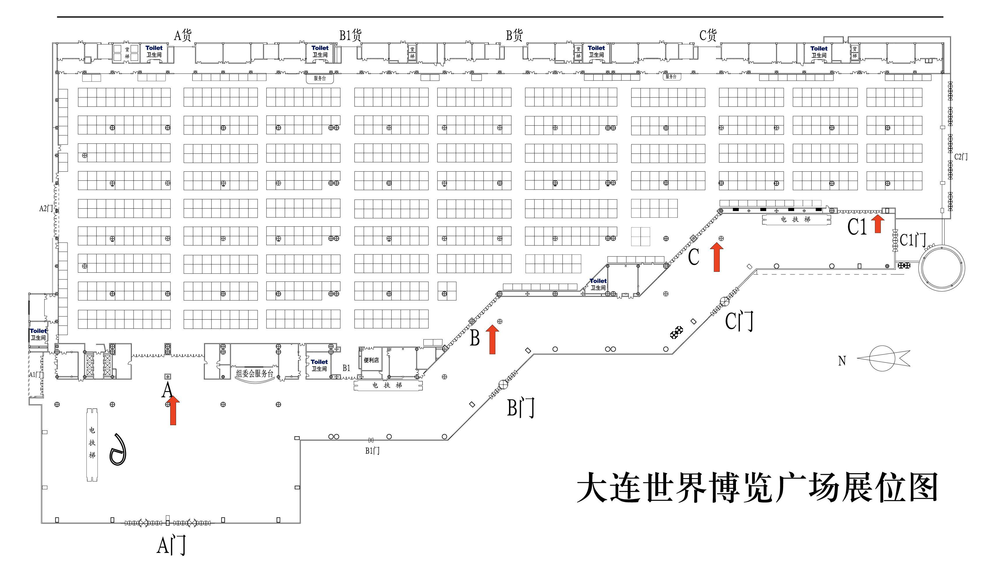 A货
B1货
B货
C货
Toilet
卫生间
货
梯
Toilet
卫生间
货
梯
货
梯
Toilet
卫生间
Toilet
卫生间
货
梯
服务台
服务台
C2门
A2门
电 扶 梯
C1
C1门
C
Toilet
卫生间
C门
B
Toilet
卫生间
A1门
组委会服务台
Toilet
卫生间
B1
便利店
电 扶 梯
N
A
B门
电
扶
梯
B1门
大连世界博览广场展位图
A门